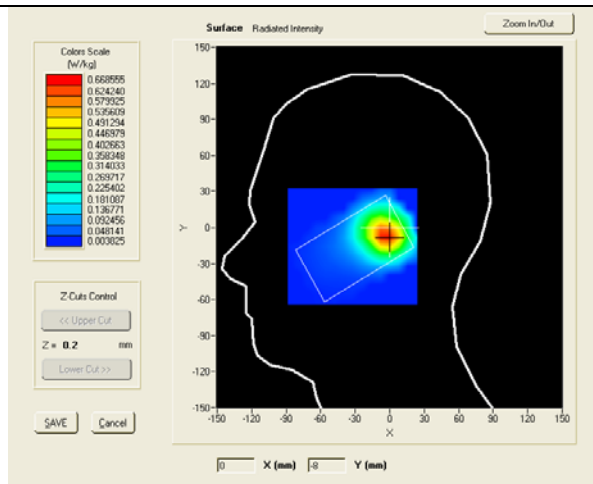 Surface Radiated Intensity
Zoom In/Out
Colors Scale
(W/kg)
0.668555
0.624240
0.579925
0.535609
0.491294
0.446979
0.402663
0.358348
0.314033
0.269717
0.225402
0.181087
0.136771
0.092456
0.048141
0.003825
Z-Cuts Control
<< Upper Cut
Z = 0.2 mm
Lower Cut >>
SAVE Cancel
150-
120-
90-
60-
30-
0-
-30-
-60-
-90-
-120-
-150-
Y
-150 -120 -90 -60 -30 0 30 60 90 120 150
X
0 X (mm) -8 Y (mm)